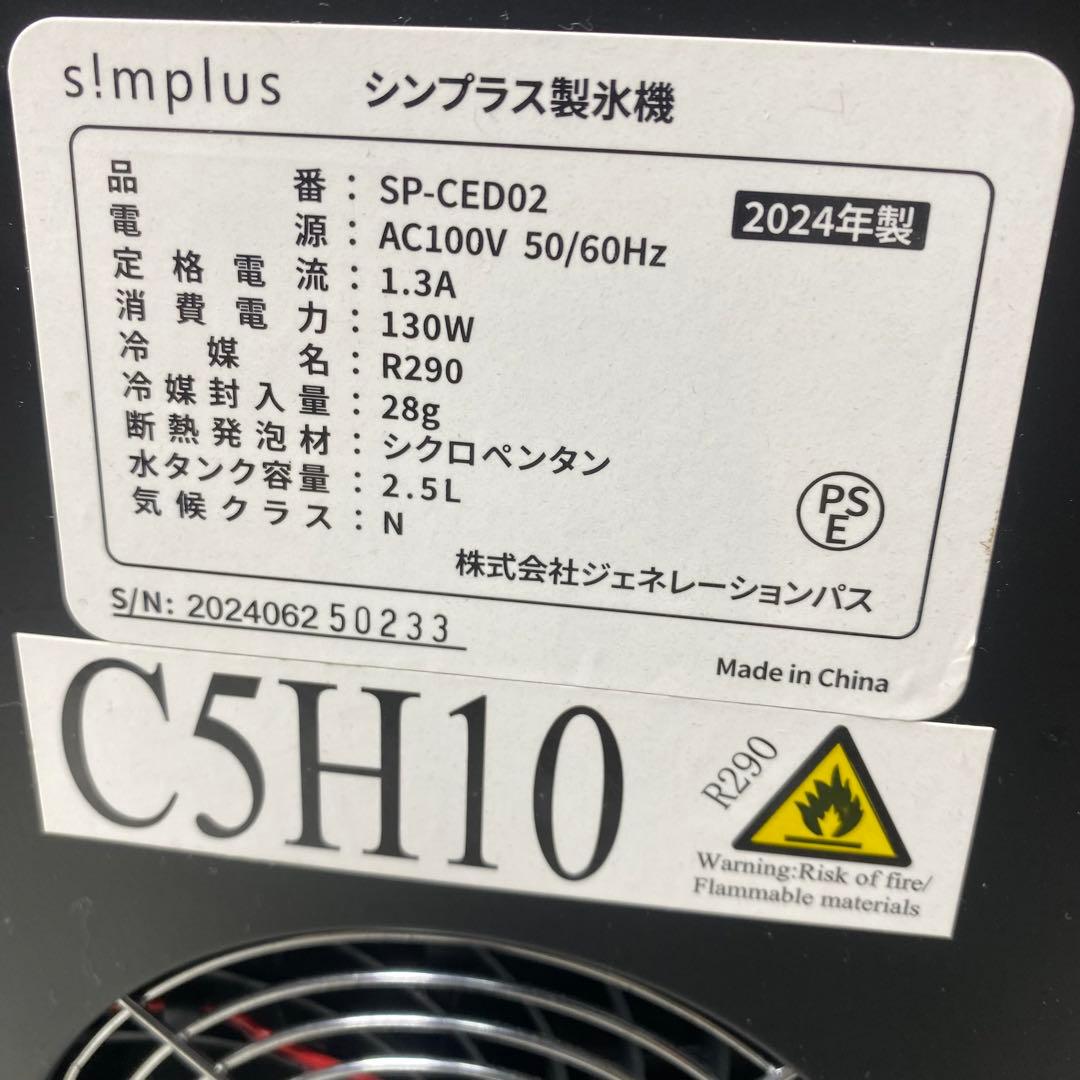 s!mplus シンプラス製氷機
品番：SP-CED02 2024年製
電源：AC100V 50/60Hz
定格電流：1.3A
消費電力：130W
冷媒名：R290
冷媒封入量：28g
断熱発泡材：シクロペンタン
水タンク容量：2.5L
気候クラス：N
PSE
株式会社ジェネレーションパス
S/N: 202406250233
Made in China
C5H10
R290
Warning:Risk of fire/
Flammable materials